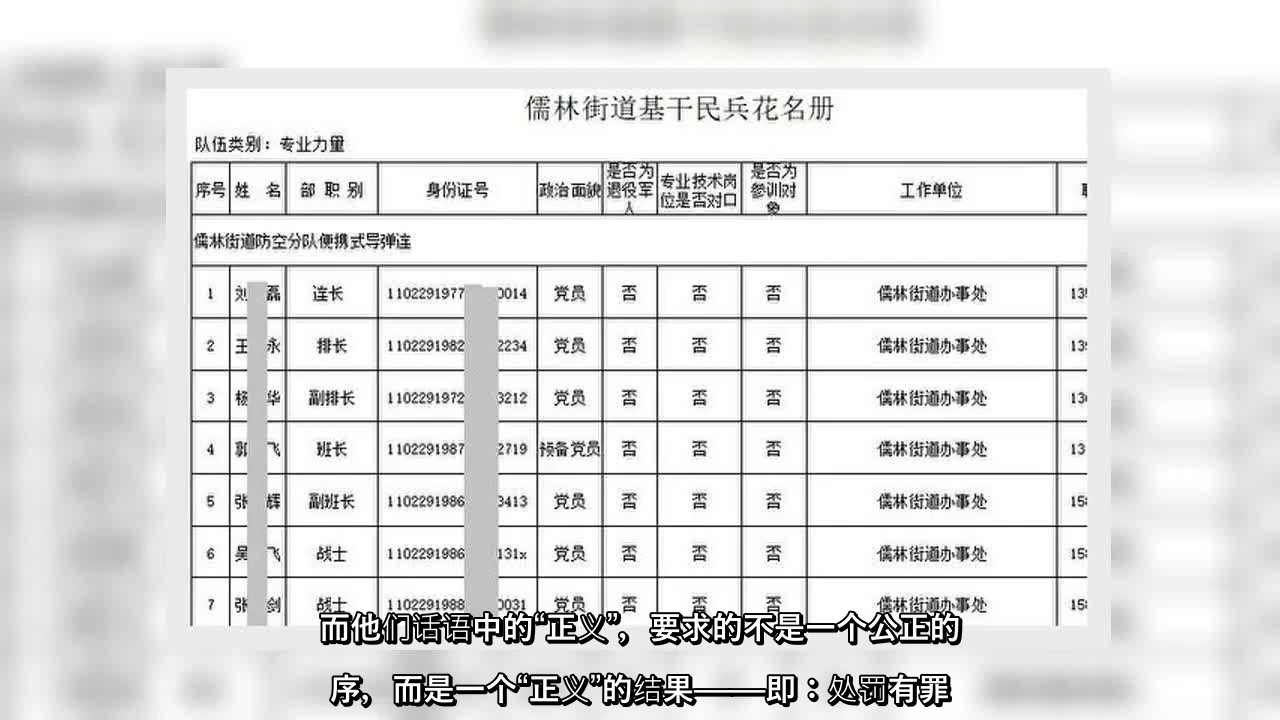 儒林街道基干民兵花名册
队伍类别：专业力量
序号 姓 名 部 职 别 身份证号 政治面貌 是否为退役军人 专业技术岗位是否对口 是否为参训对象 工作单位
儒林街道防空分队便携式导弹连
1 刘 磊 连长 1102291977 0014 党员 否 否 否 儒林街道办事处
2 王 永 排长 1102291982 2234 党员 否 否 否 儒林街道办事处
3 杨 华 副排长 1102291972 3212 党员 否 否 否 儒林街道办事处
4 郭 飞 班长 1102291987 2719 预备党员 否 否 否 儒林街道办事处
5 张 辉 副班长 1102291986 3413 党员 否 否 否 儒林街道办事处
6 吴 飞 战士 1102291986 131x 党员 否 否 否 儒林街道办事处
7 张 剑 战士 1102291988 0031 党员 否 否 否 儒林街道办事处
而他们话语中的“正义”，要求的不是一个公正的
序，而是一个“正义”的结果——即：处罚有罪